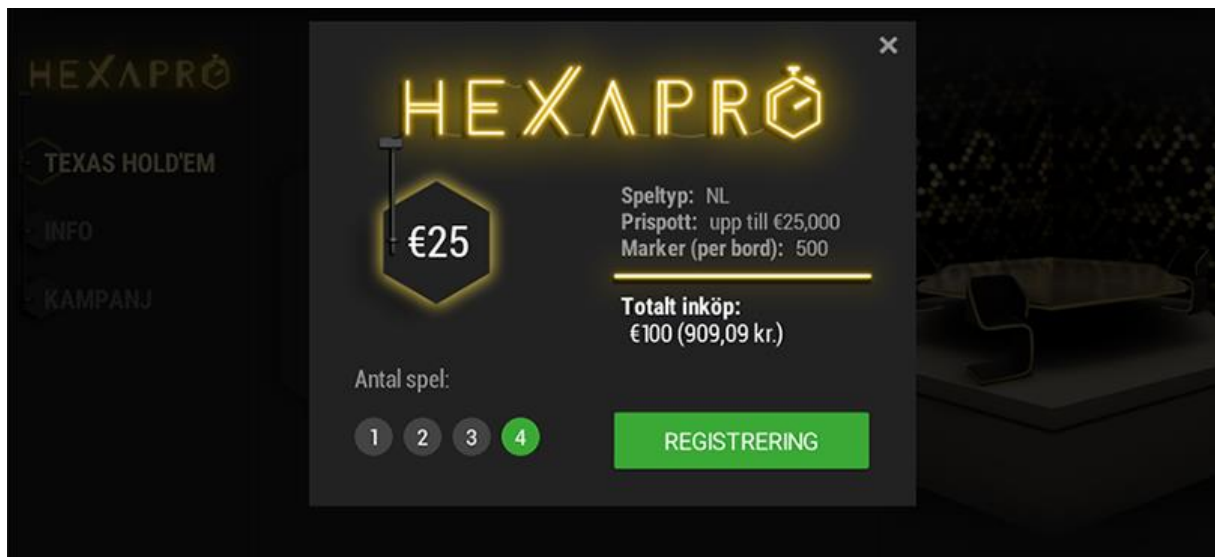 HEXAPRO
TEXAS HOLD'EM
INFO
KAMPANJ
×
HEXAPRO
€25
Speltyp: NL
Prispott: upp till €25,000
Marker (per bord): 500
Totalt inköp:
€100 (909,09 kr.)
Antal spel:
1 2 3 4
REGISTRERING